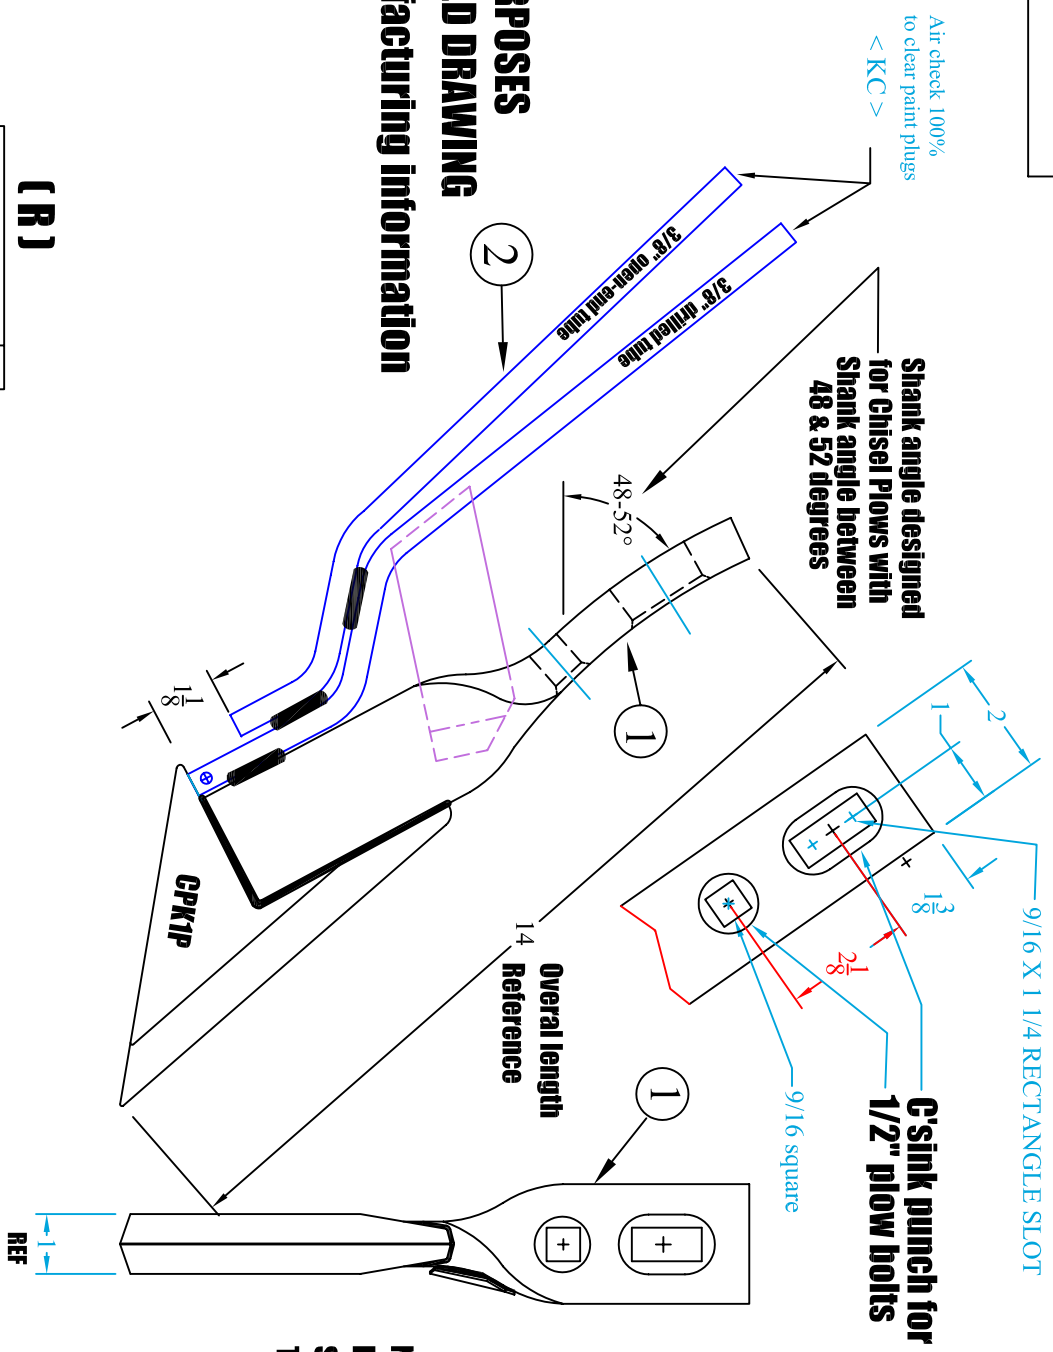 Air check 100%
to clear paint plugs
< KC >
RPOSES
D DRAWING
facturing information
( R )
2
3/8" open-end tube
3/8" drilled tube
Shank angle designed
for Chisel Plows with
Shank angle between
48 & 52 degrees
48-52°
1
1 1/8
CPK1P
14
Overal length
Reference
2
1
1 3/8
2 1/8
9/16 X 1 1/4 RECTANGLE SLOT
C'sink punch for
1/2" plow bolts
9/16 square
1
1
REF